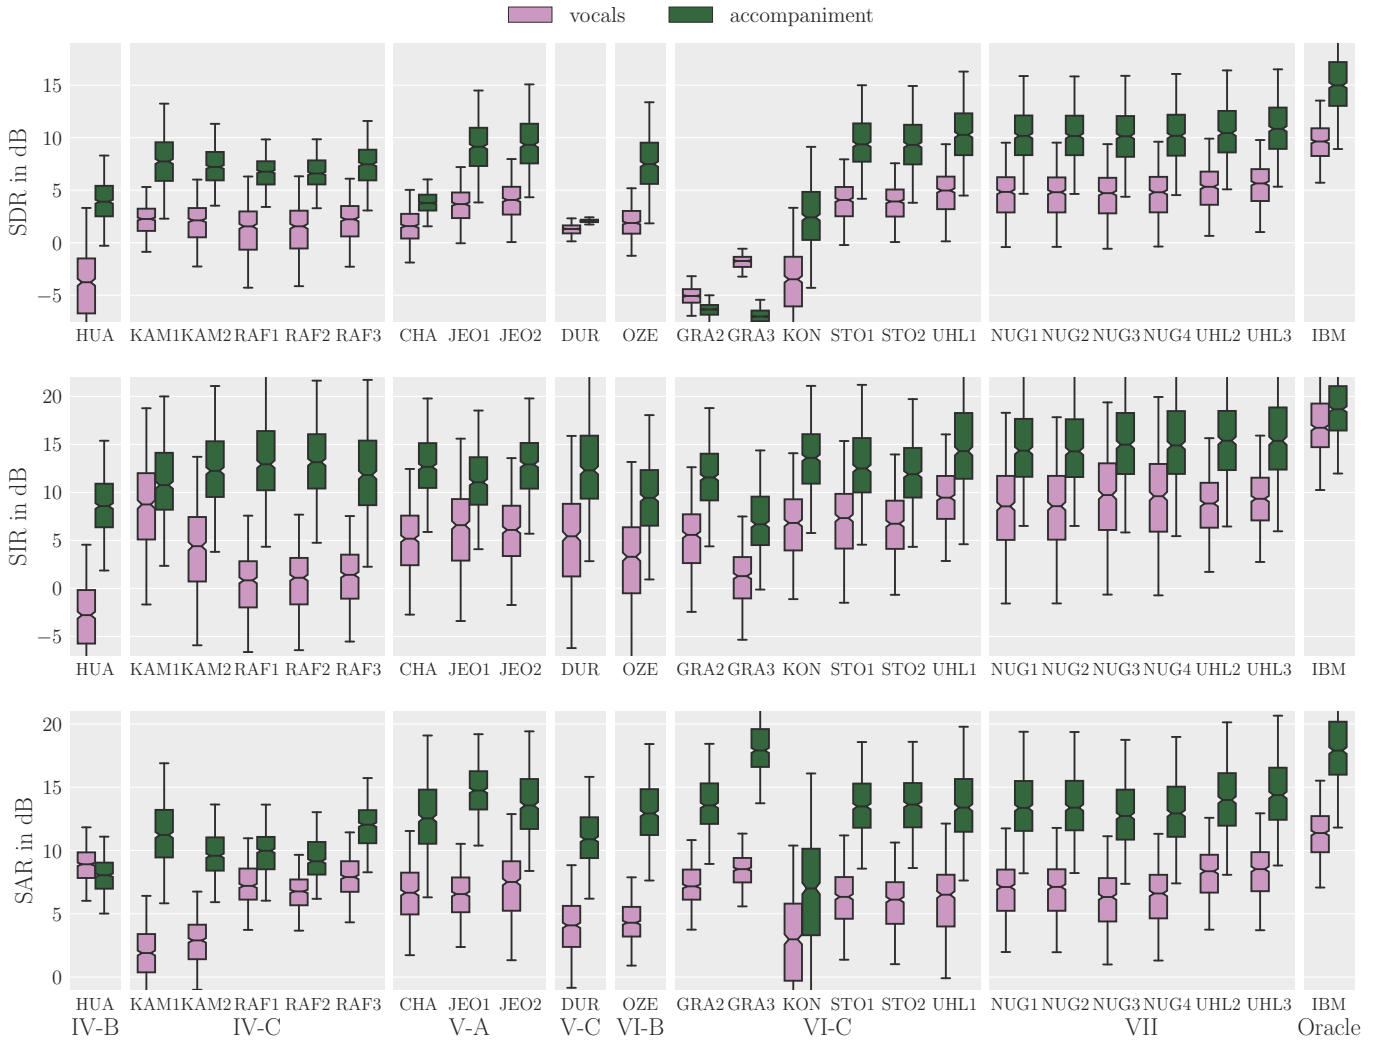 vocals accompaniment
SDR in dB
15
10
5
0
−5
HUA KAM1 KAM2 RAF1 RAF2 RAF3 CHA JEO1 JEO2 DUR OZE GRA2 GRA3 KON STO1 STO2 UHL1 NUG1 NUG2 NUG3 NUG4 UHL2 UHL3 IBM
SIR in dB
20
15
10
5
0
−5
HUA KAM1 KAM2 RAF1 RAF2 RAF3 CHA JEO1 JEO2 DUR OZE GRA2 GRA3 KON STO1 STO2 UHL1 NUG1 NUG2 NUG3 NUG4 UHL2 UHL3 IBM
SAR in dB
20
15
10
5
0
HUA KAM1 KAM2 RAF1 RAF2 RAF3 CHA JEO1 JEO2 DUR OZE GRA2 GRA3 KON STO1 STO2 UHL1 NUG1 NUG2 NUG3 NUG4 UHL2 UHL3 IBM
IV-B IV-C V-A V-C VI-B VI-C VII Oracle